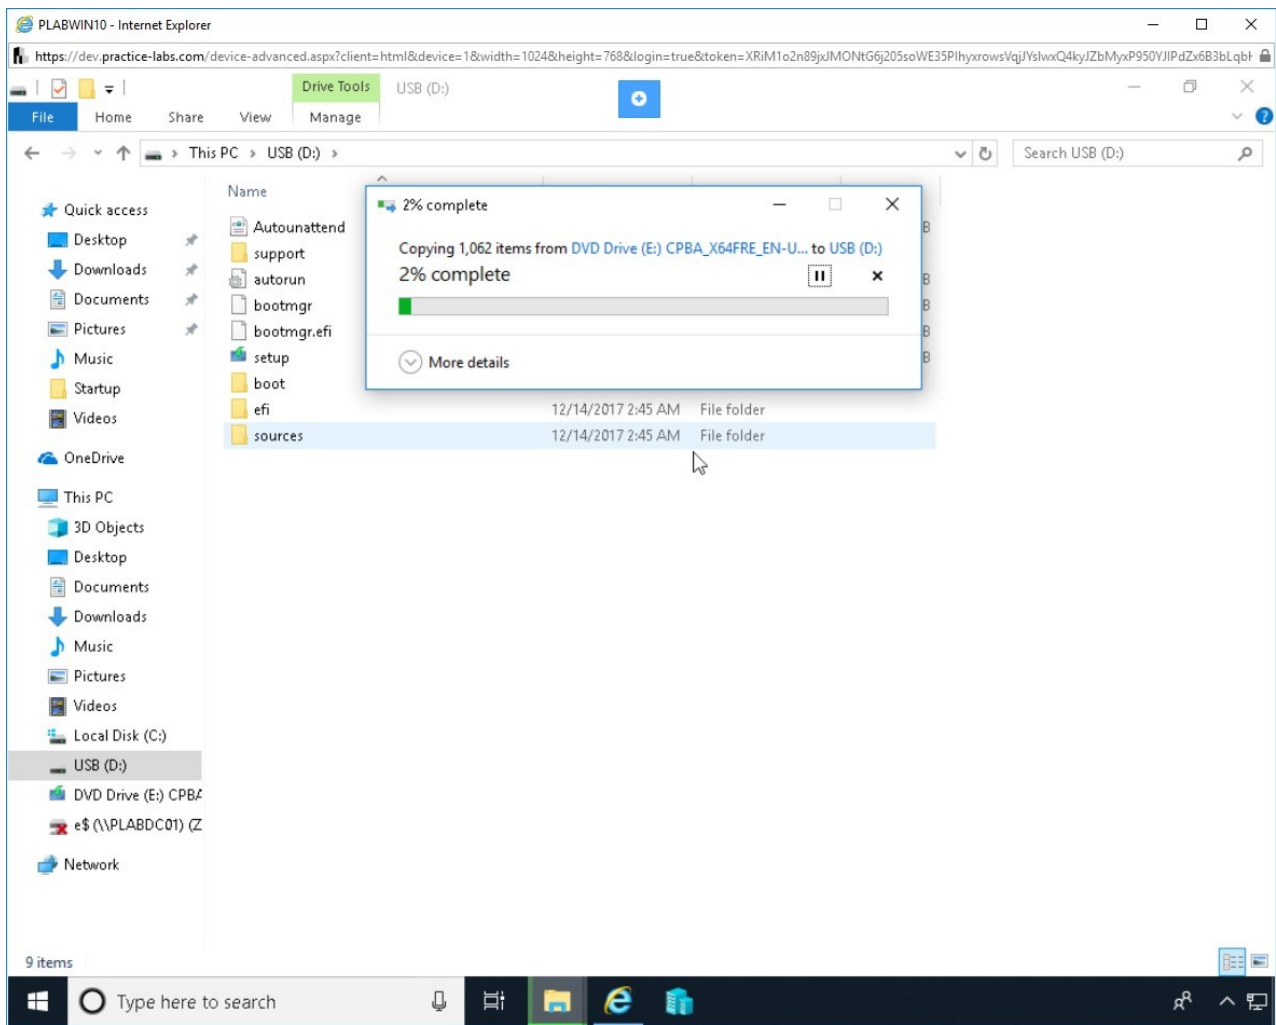 PLABWIN10 - Internet Explorer
https://dev.practice-labs.com/device-advanced.aspx?client=html&device=1&width=1024&height=768&login=true&token=
Drive Tools
USB (D:)
File
Home
Share
View
Manage
This PC > USB (D:) >
Search USB (D:)
Name
Quick access
Desktop
Downloads
Documents
Pictures
Music
Startup
Videos
OneDrive
This PC
3D Objects
Desktop
Documents
Downloads
Music
Pictures
Videos
Local Disk (C:)
USB (D:)
DVD Drive (E:) CPBA
e$ (\\PLABDC01) (Z
Network
Autounattend
support
autorun
bootmgr
bootmgr.efi
setup
boot
efi 12/14/2017 2:45 AM File folder
sources 12/14/2017 2:45 AM File folder
2% complete
Copying 1,062 items from DVD Drive (E:) CPBA_X64FRE_EN-U... to USB (D:)
2% complete
More details
9 items
Type here to search